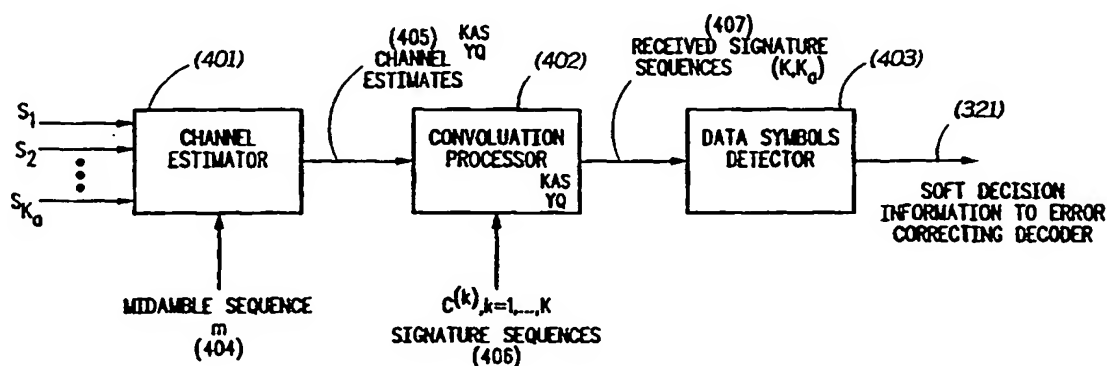 (401)
(405) KAS
CHANNEL YQ
ESTIMATES
(402)
(407)
RECEIVED SIGNATURE
SEQUENCES (K,Ka)
(403)
(321)
S1
S2
SKa
CHANNEL
ESTIMATOR
CONVOLUATION
PROCESSOR
KAS
YQ
DATA SYMBOLS
DETECTOR
SOFT DECISION
INFORMATION TO ERROR
CORRECTING DECODER
MIDAMBLE SEQUENCE
m
(404)
C(k),k=1,...,K
SIGNATURE SEQUENCES
(406)